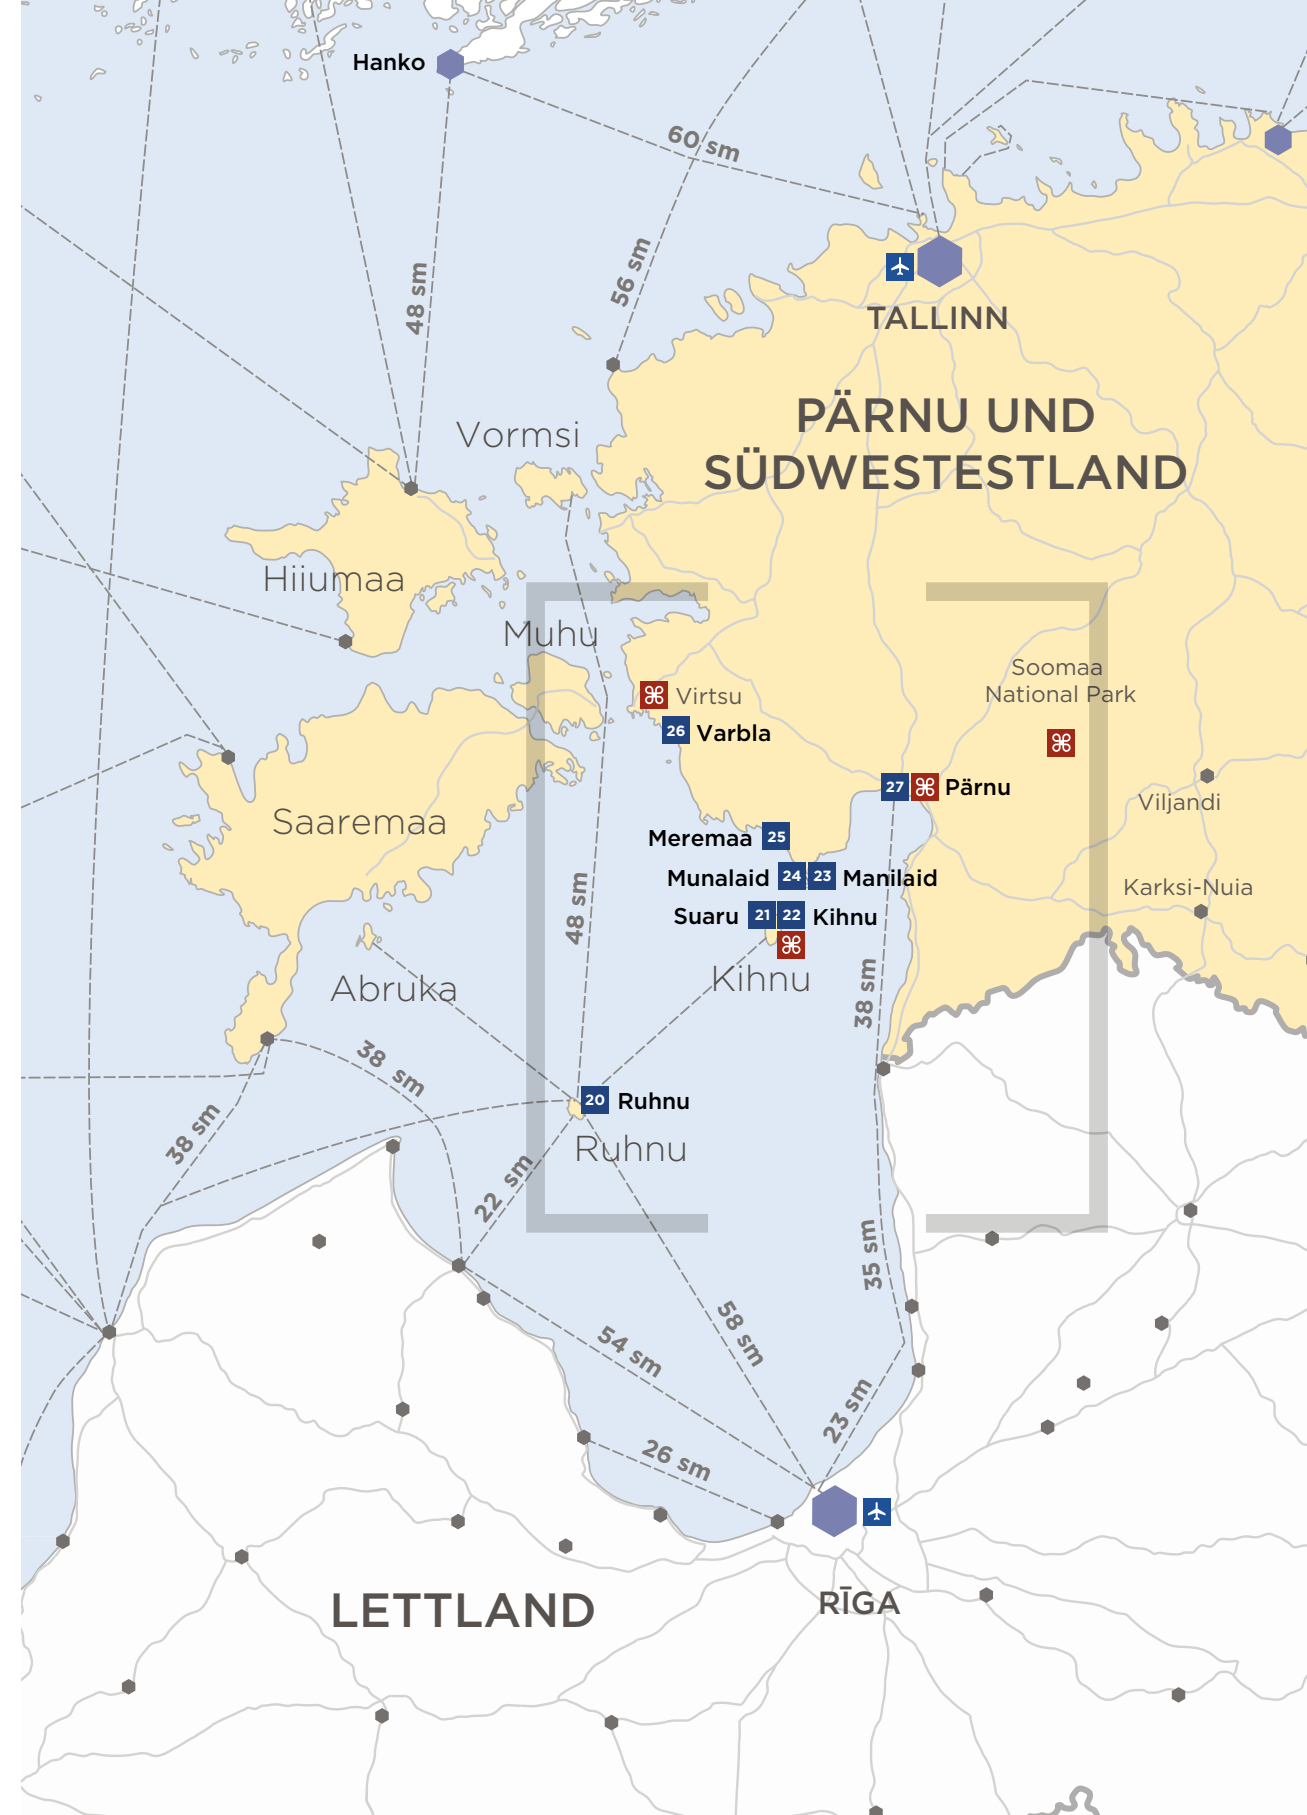 Hanko
60 sm
56 sm
48 sm
TALLINN
PÄRNU UND
SÜDWESTESTLAND
Vormsi
Hiiumaa
Muhu
Soomaa
National Park
Virtsu
26 Varbla
27 Pärnu
Viljandi
Saaremaa
Meremaa 25
Munalaid 24 23 Manilaid
Karksi-Nuia
48 sm
Suaru 21 22 Kihnu
Kihnu
Abruka
38 sm
38 sm
20 Ruhnu
38 sm
Ruhnu
22 sm
35 sm
58 sm
54 sm
23 sm
26 sm
LETTLAND
RĪGA